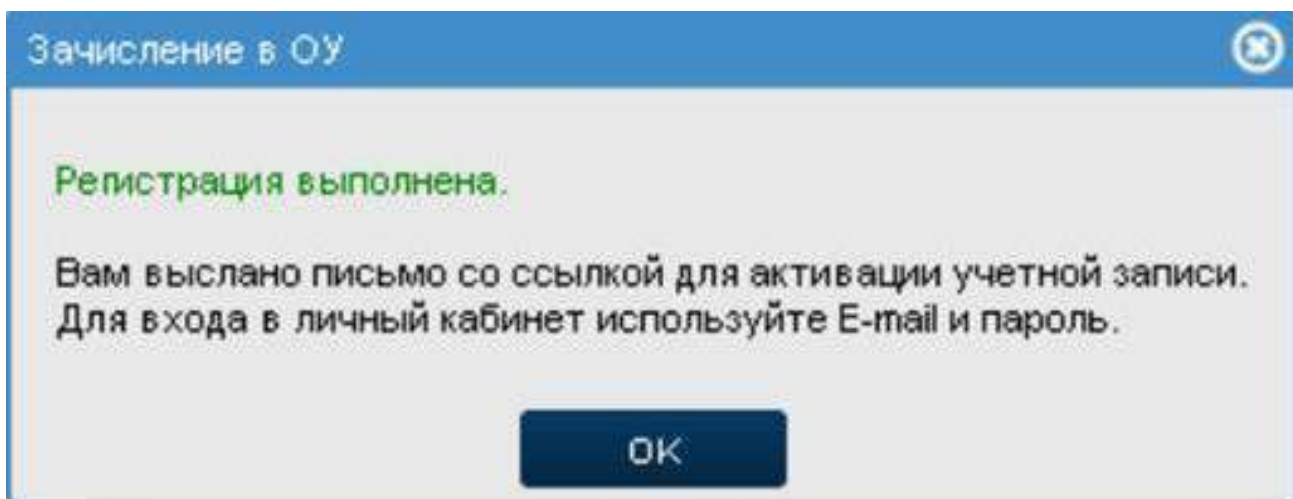 Зачисление в ОУ
Регистрация выполнена.
Вам выслано письмо со ссылкой для активации учетной записи.
Для входа в личный кабинет используйте E-mail и пароль.
OK